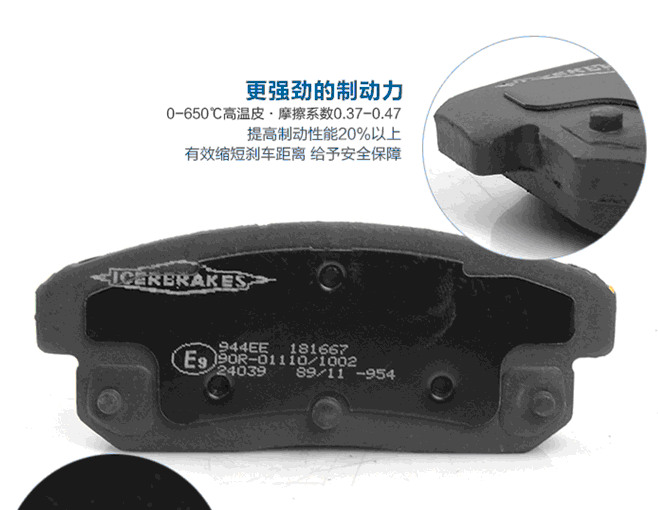 更强劲的制动力
0-650℃高温皮·摩擦系数0.37-0.47
提高制动性能20%以上
有效缩短刹车距离 给予安全保障
ICERBRAKES
E9
944EE 181667
90R-01110/1002
24039 89/11 -954